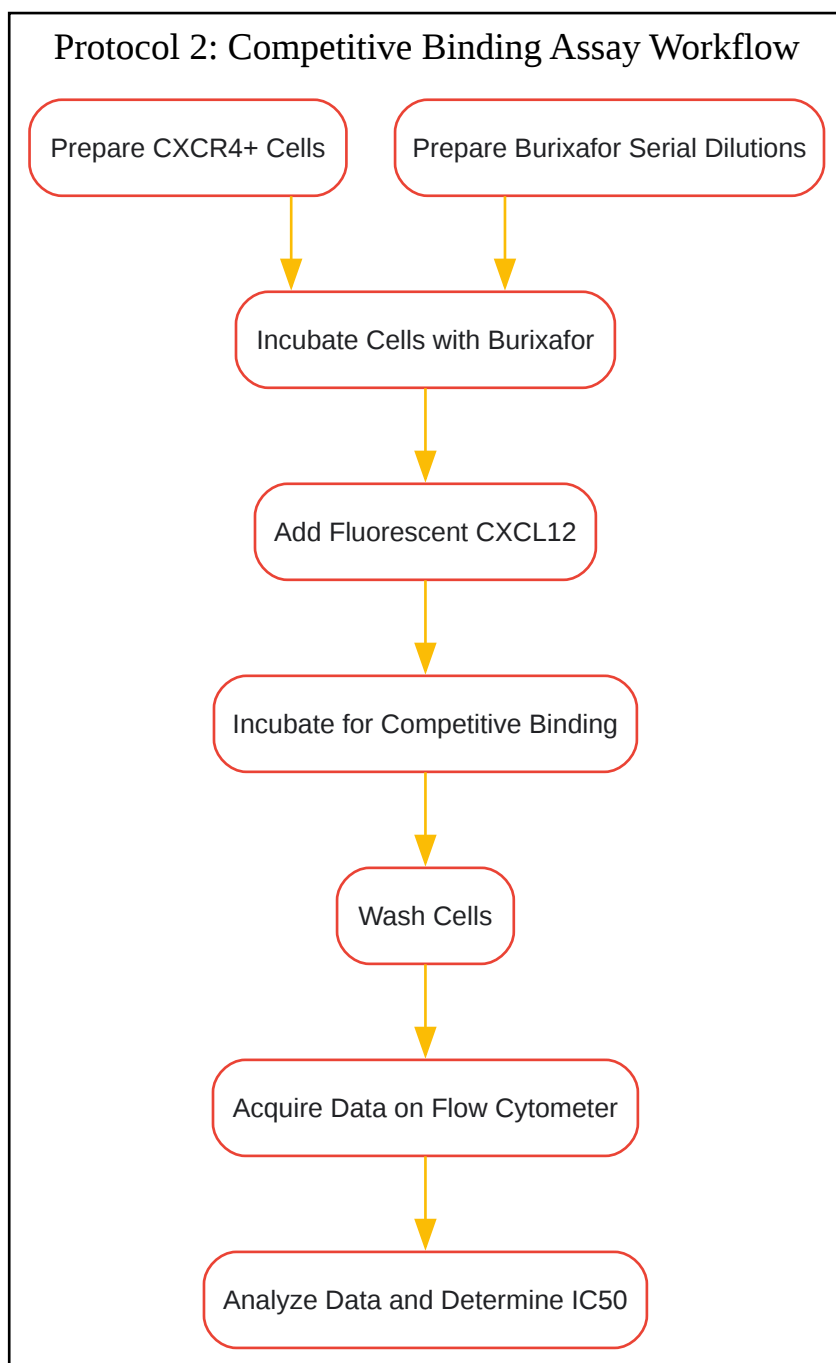 Protocol 2: Competitive Binding Assay Workflow
Prepare CXCR4+ Cells
Prepare Burixafor Serial Dilutions
Incubate Cells with Burixafor
Add Fluorescent CXCL12
Incubate for Competitive Binding
Wash Cells
Acquire Data on Flow Cytometer
Analyze Data and Determine IC50